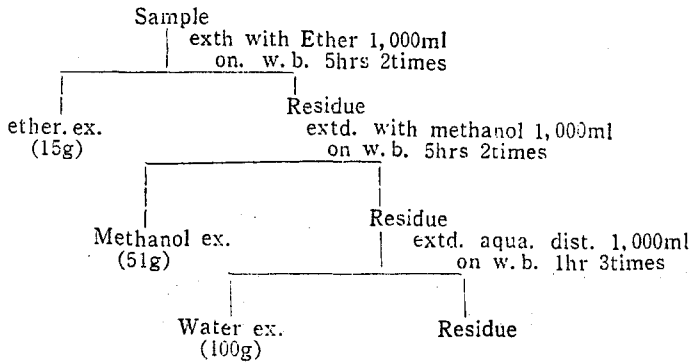 Sample
exth with Ether 1,000ml
on. w.b. 5hrs 2times
ether.ex.
(15g)
Residue
extd. with methanol 1,000ml
on w.b. 5hrs 2times
Methanol ex.
(51g)
Residue
extd. aqua. dist. 1,000ml
on w.b. 1hr 3times
Water ex.
(100g)
Residue